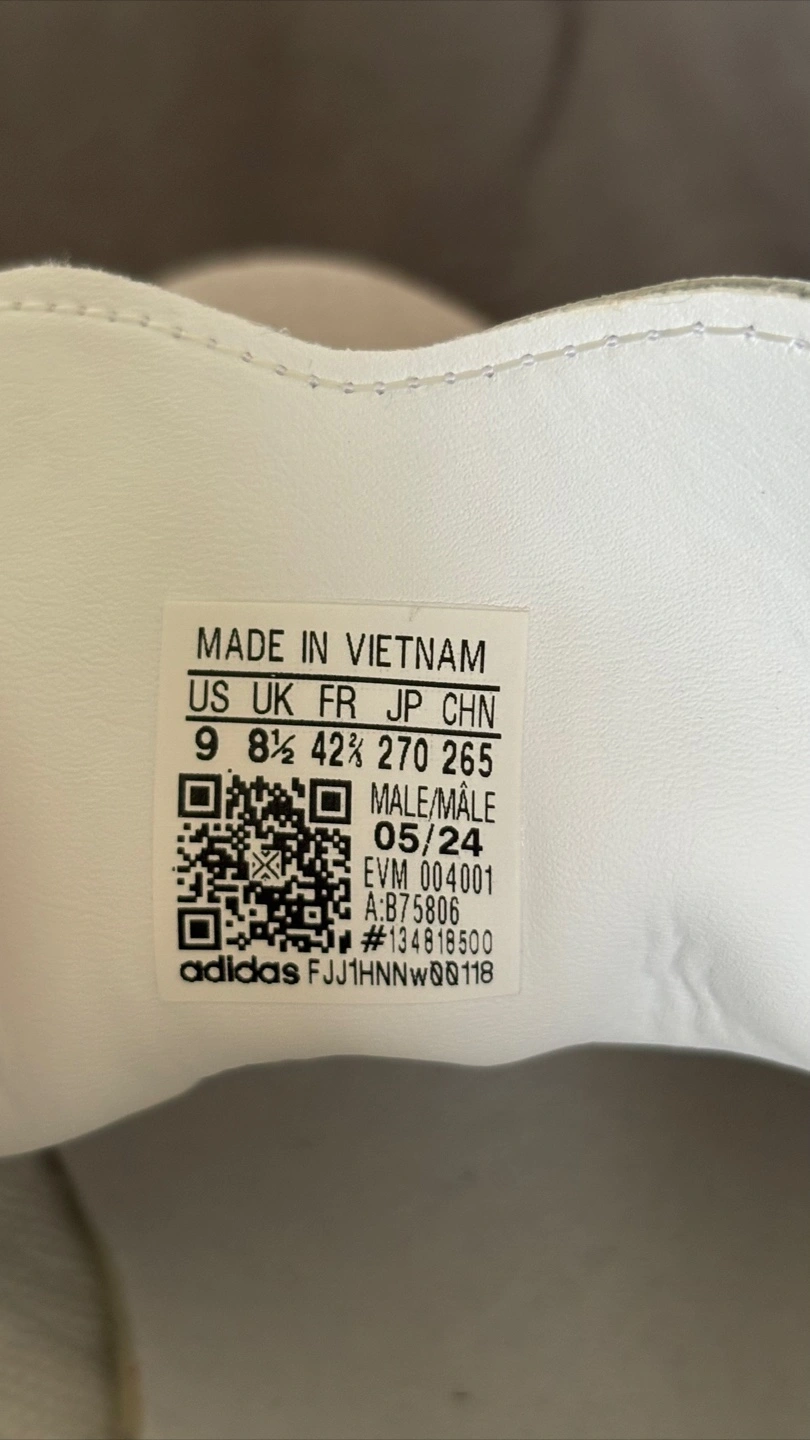 MADE IN VIETNAM
US UK FR JP CHN
9 8½ 42⅔ 270 265
MALE/MÂLE
05/24
EVM 004001
A:B75806
#134818500
adidas FJJ1HNNw00118